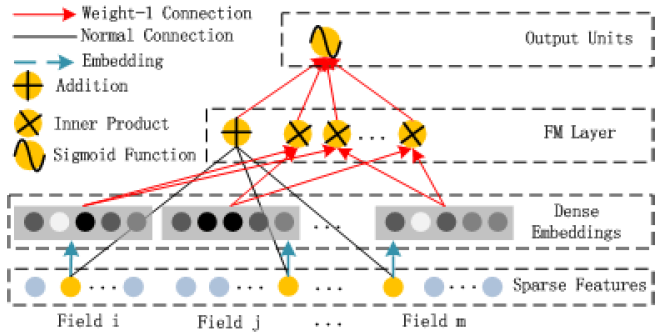 Weight-1 Connection
Normal Connection
Embedding
Addition
Inner Product
Sigmoid Function
Output Units
...
FM Layer
...
Dense
Embeddings
...
...
...
...
Sparse Features
Field i
Field j
...
Field m